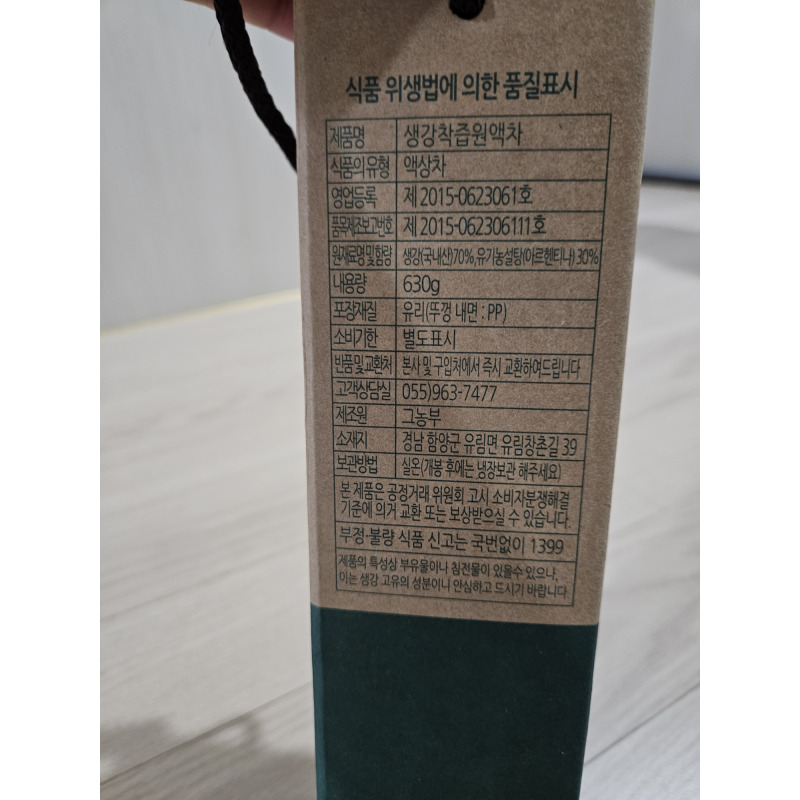 식품 위생법에 의한 품질표시
제품명 생강착즙원액차
식품의유형 액상차
영업등록 제 2015-0623061호
품목제조보고번호 제 2015-062306111호
원재료명및함량 생강(국내산)70%,유기농설탕(아르헨티나)30%
내용량 630g
포장재질 유리(뚜껑 내면 : PP)
소비기한 별도표시
반품및교환처 본사 및 구입처에서 즉시 교환하여드립니다
고객상담실 055)963-7477
제조원 그농부
소재지 경남 함양군 유림면 유림창촌길 39
보관방법 실온(개봉 후에는 냉장보관 해주세요)
본 제품은 공정거래 위원회 고시 소비자분쟁해결
기준에 의거 교환 또는 보상받으실 수 있습니다.
부정·불량 식품 신고는 국번없이 1399
제품의 특성상 부유물이나 침전물이 있을수 있으나,
이는 생강 고유의 성분이니 안심하고 드시기 바랍니다